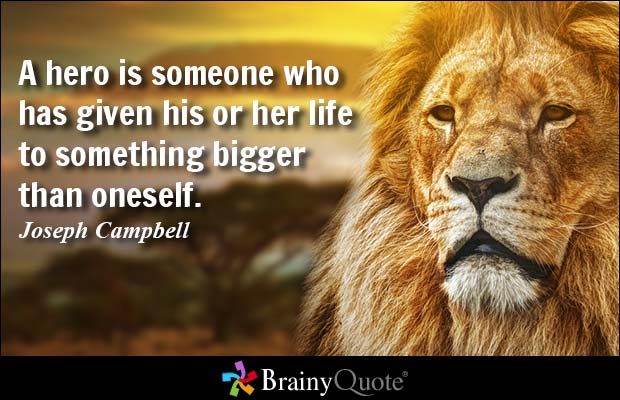 A hero is someone who
has given his or her life
to something bigger
than oneself.
Joseph Campbell
BrainyQuote®